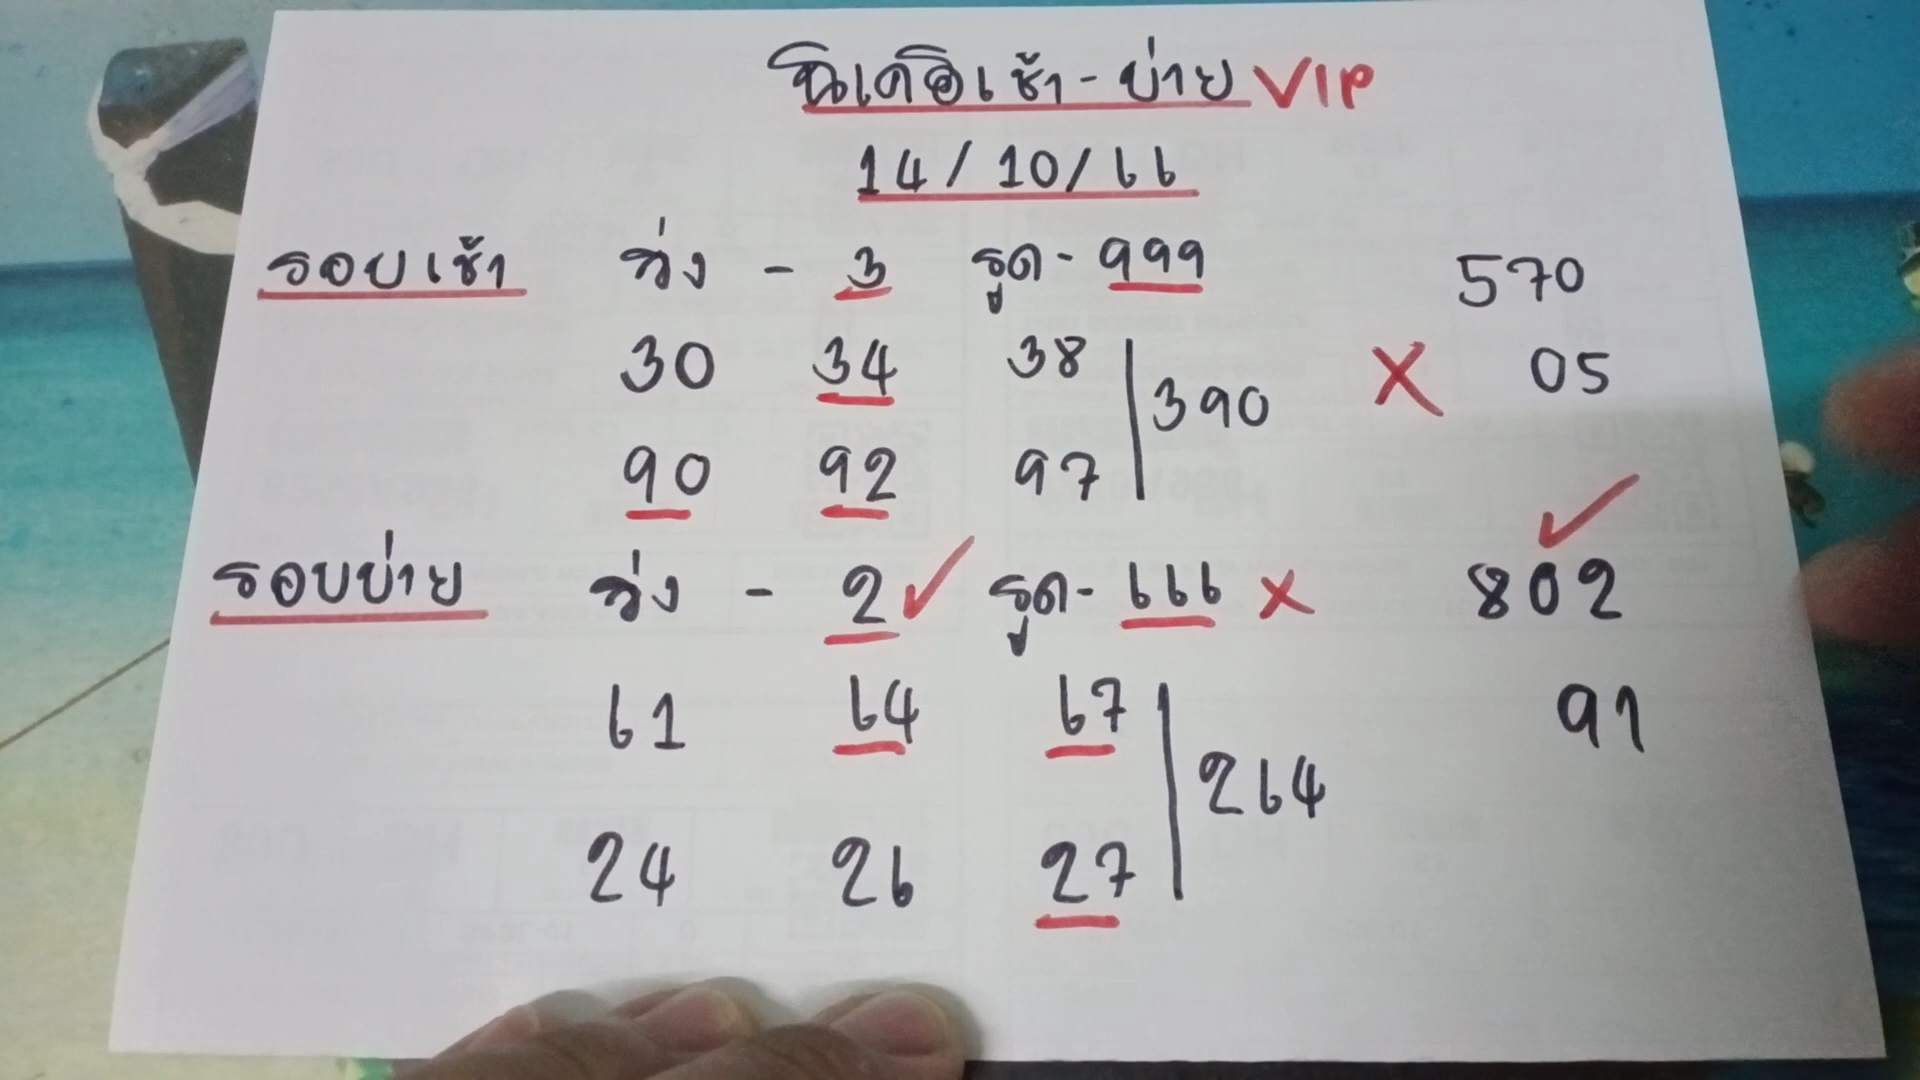 นิเคอิเช้า - บ่าย VIP
14 / 10 / 66
รอบเช้า วิ่ง - 3 รูด - 999 570
30 34 38 390 X 05
90 92 97
รอบบ่าย วิ่ง - 2 ✓ รูด - 666 x 802 ✓
61 64 67 264 91
24 26 27